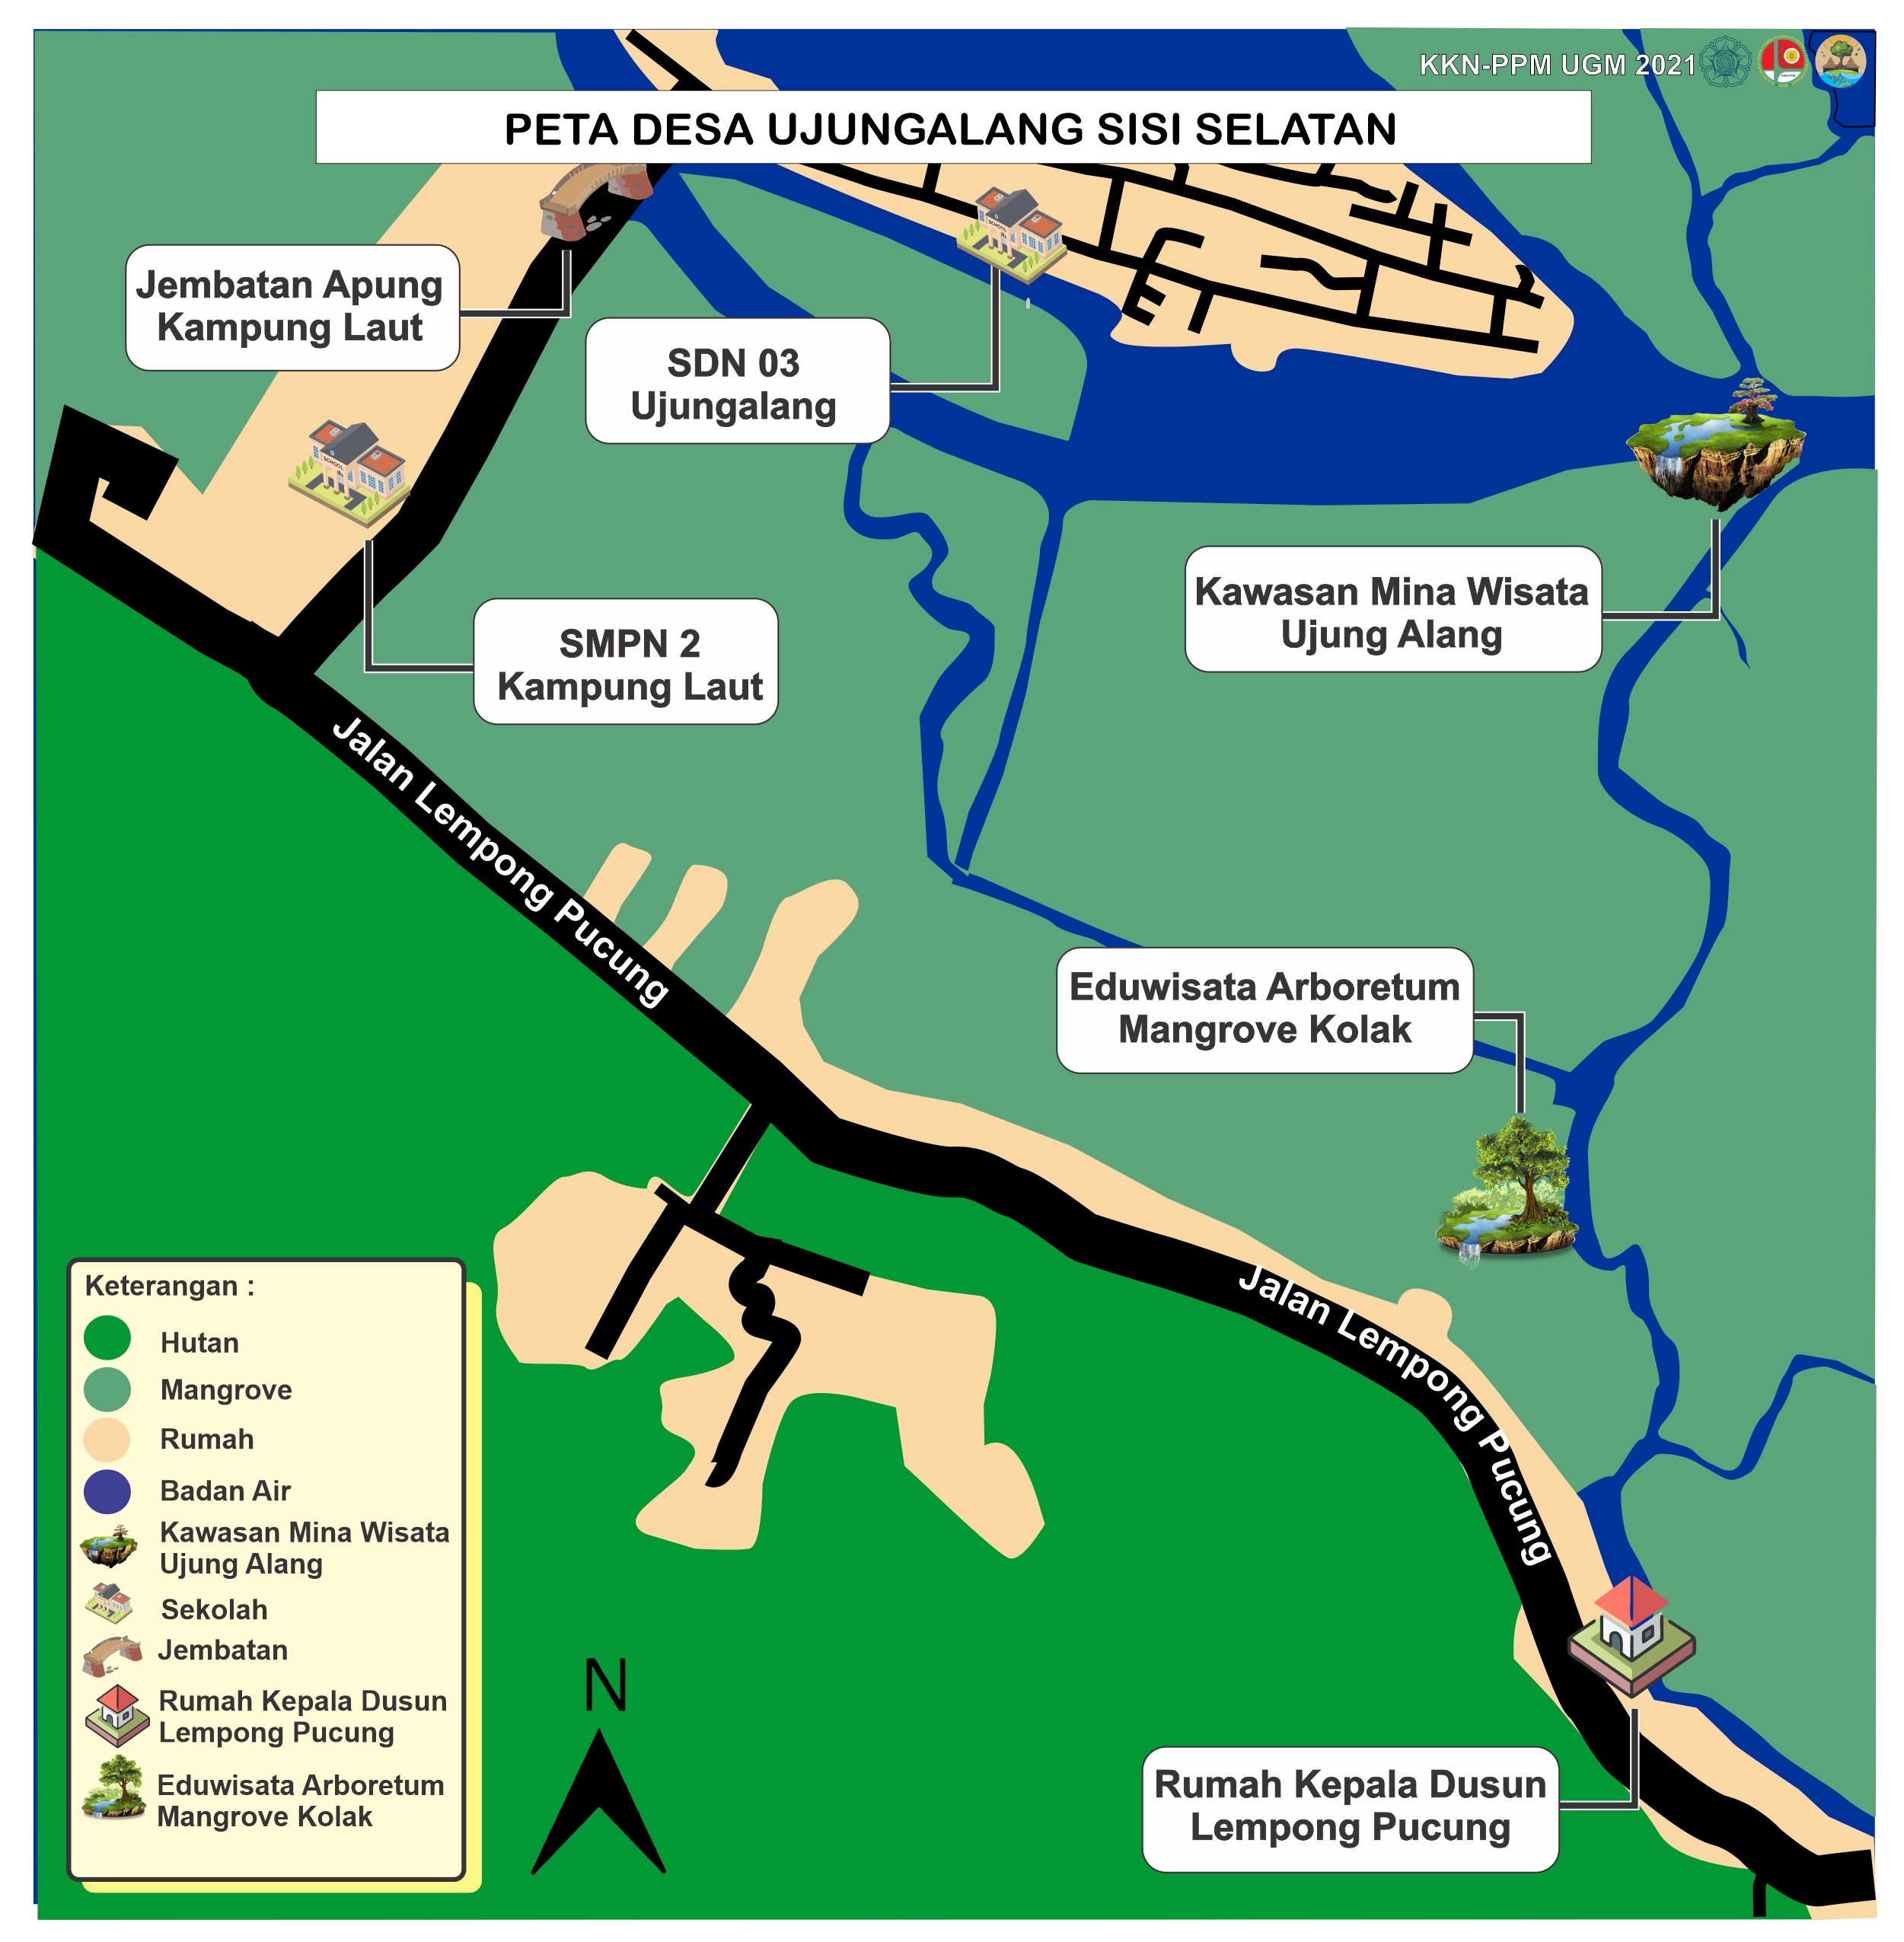 KKN-PPM UGM 2021
PETA DESA UJUNGALANG SISI SELATAN
Jembatan Apung
Kampung Laut
SDN 03
Ujungalang
SMPN 2
Kampung Laut
Kawasan Mina Wisata
Ujung Alang
Jalan Lempong Pucung
Eduwisata Arboretum
Mangrove Kolak
Jalan Lempong Pucung
Rumah Kepala Dusun
Lempong Pucung
N
Keterangan :
Hutan
Mangrove
Rumah
Badan Air
Kawasan Mina Wisata
Ujung Alang
Sekolah
Jembatan
Rumah Kepala Dusun
Lempong Pucung
Eduwisata Arboretum
Mangrove Kolak
SCHOOL
SCHOOL